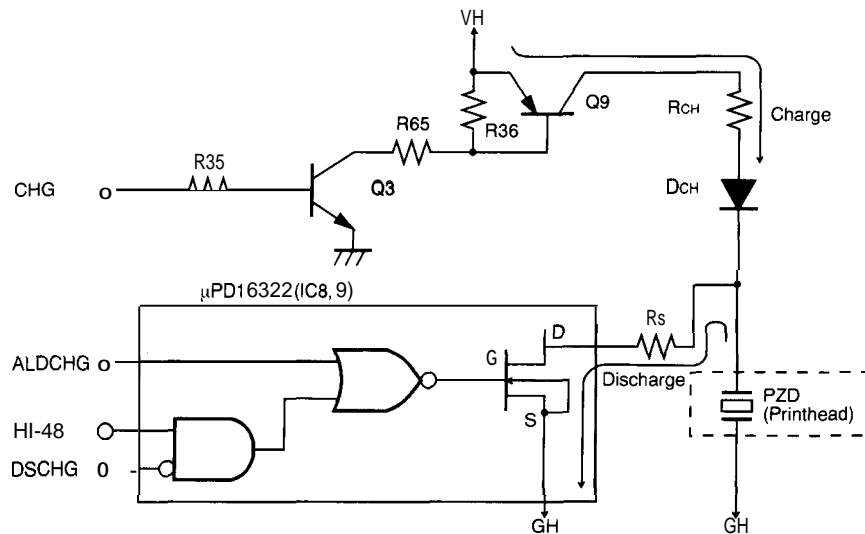 VH
Q9
RCH
Charge
R36
R65
R35
CHG o
Q3
DCH
µPD16322(IC8, 9)
D
Rs
ALDCHG o
G
Discharge
PZD
(Printhead)
HI-48
S
DSCHG 0 -
GH
GH